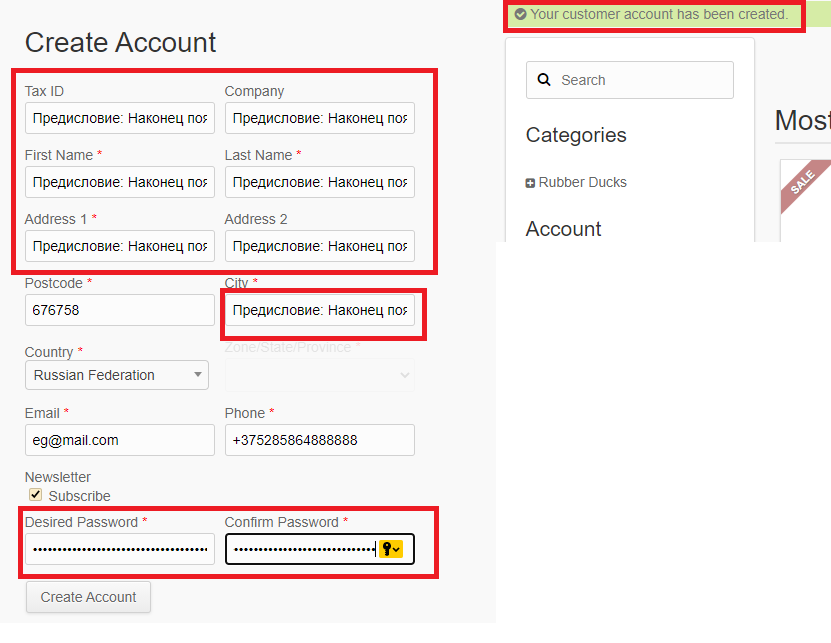 Create Account
Tax ID
Company
Предисловие: Наконец поя
Предисловие: Наконец поя
First Name *
Last Name *
Предисловие: Наконец поя
Предисловие: Наконец поя
Address 1 *
Address 2
Предисловие: Наконец поя
Предисловие: Наконец поя
Postcode *
City *
676758
Предисловие: Наконец поя
Country *
Zone/State/Province *
Russian Federation
Email *
Phone *
eg@mail.com
+375285864888888
Newsletter
Subscribe
Desired Password *
Confirm Password *
Create Account
Your customer account has been created.
Search
Categories
Most
Rubber Ducks
SALE
Account